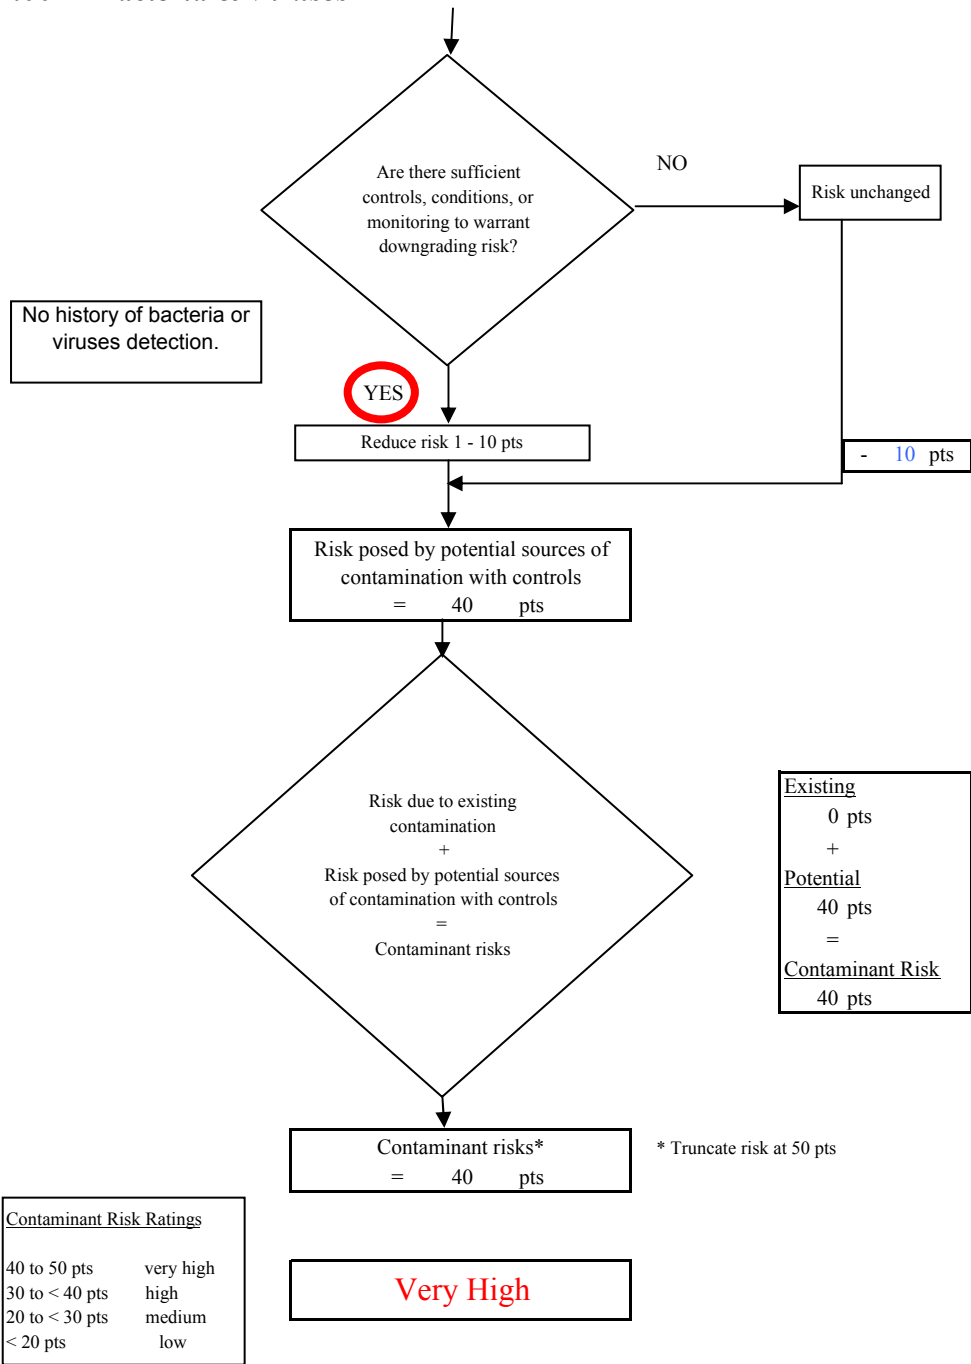 Are there sufficient
controls, conditions, or
monitoring to warrant
downgrading risk?
NO
Risk unchanged
No history of bacteria or
viruses detection.
YES
Reduce risk 1 - 10 pts
- 10 pts
Risk posed by potential sources of
contamination with controls
= 40 pts
Risk due to existing
contamination
+
Risk posed by potential sources
of contamination with controls
=
Contaminant risks
Existing
0 pts
+
Potential
40 pts
=
Contaminant Risk
40 pts
Contaminant risks*
= 40 pts
* Truncate risk at 50 pts
Contaminant Risk Ratings
40 to 50 pts very high
30 to < 40 pts high
20 to < 30 pts medium
< 20 pts low
Very High